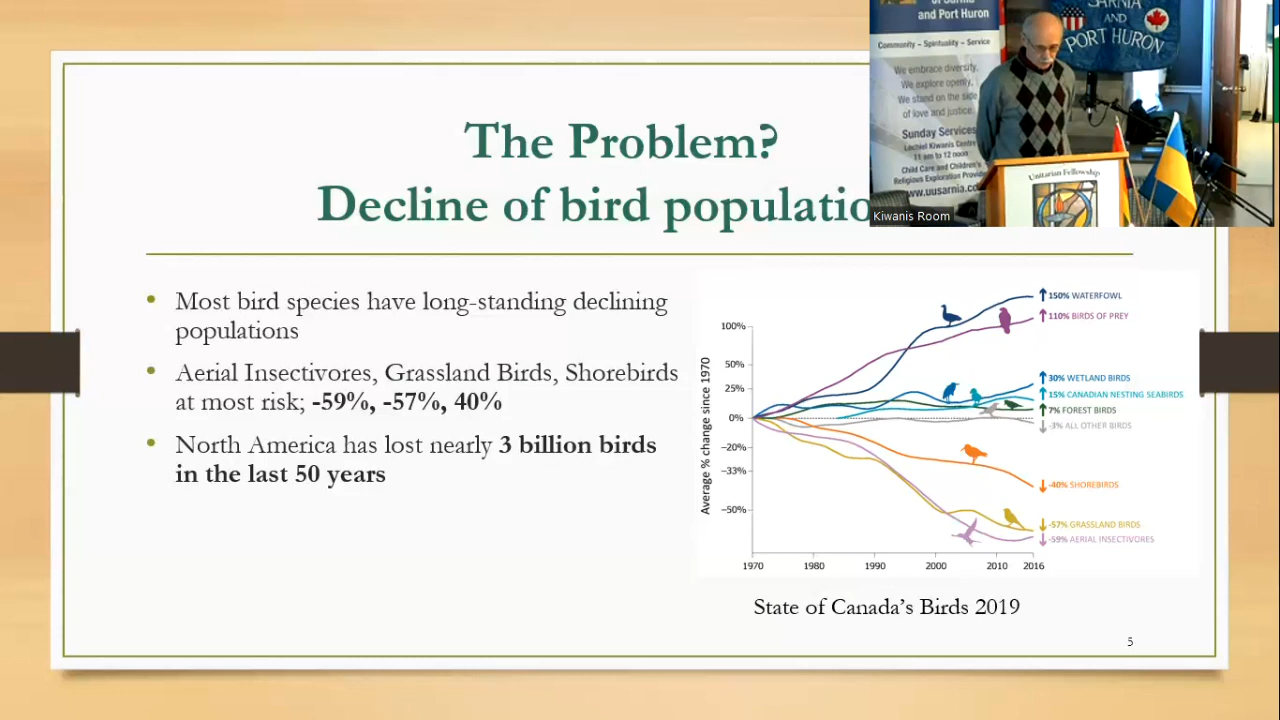 The Problem?
Decline of bird populatio
of Sarnia
and Port Huron
Community – Spirituality – Service
We embrace diversity.
We explore openly.
We stand on the side
of love and justice.
Sunday Services
Lochiel Kiwanis Centre
11 am to 12 noon
Child Care and Children's
Religious Exploration Provid
www.uusarnia.co
SARNIA
AND
PORT HURON
Unitarian Fellowship
Kiwanis Room
• Most bird species have long-standing declining
populations
• Aerial Insectivores, Grassland Birds, Shorebirds
at most risk; -59%, -57%, 40%
• North America has lost nearly 3 billion birds
in the last 50 years
Average % change since 1970
100%
50%
25%
0%
–20%
–33%
–50%
1970 1980 1990 2000 2010 2016
150% WATERFOWL
110% BIRDS OF PREY
30% WETLAND BIRDS
15% CANADIAN NESTING SEABIRDS
7% FOREST BIRDS
-3% ALL OTHER BIRDS
-40% SHOREBIRDS
-57% GRASSLAND BIRDS
-59% AERIAL INSECTIVORES
State of Canada's Birds 2019
5